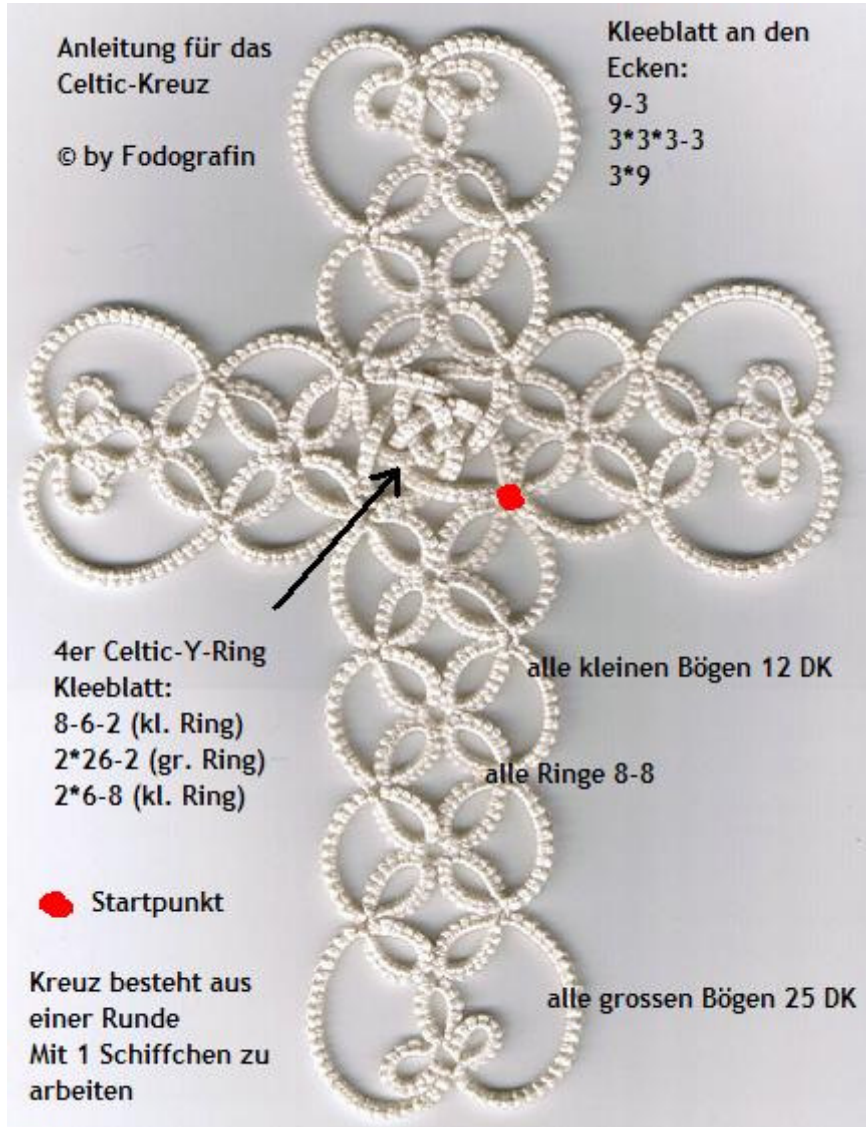 Anleitung für das
Celtic-Kreuz
© by Fodografin
Kleeblatt an den
Ecken:
9-3
3*3*3-3
3*9
4er Celtic-Y-Ring
Kleeblatt:
8-6-2 (kl. Ring)
2*26-2 (gr. Ring)
2*6-8 (kl. Ring)
alle kleinen Bögen 12 DK
alle Ringe 8-8
Startpunkt
Kreuz besteht aus
einer Runde
Mit 1 Schiffchen zu
arbeiten
alle grossen Bögen 25 DK